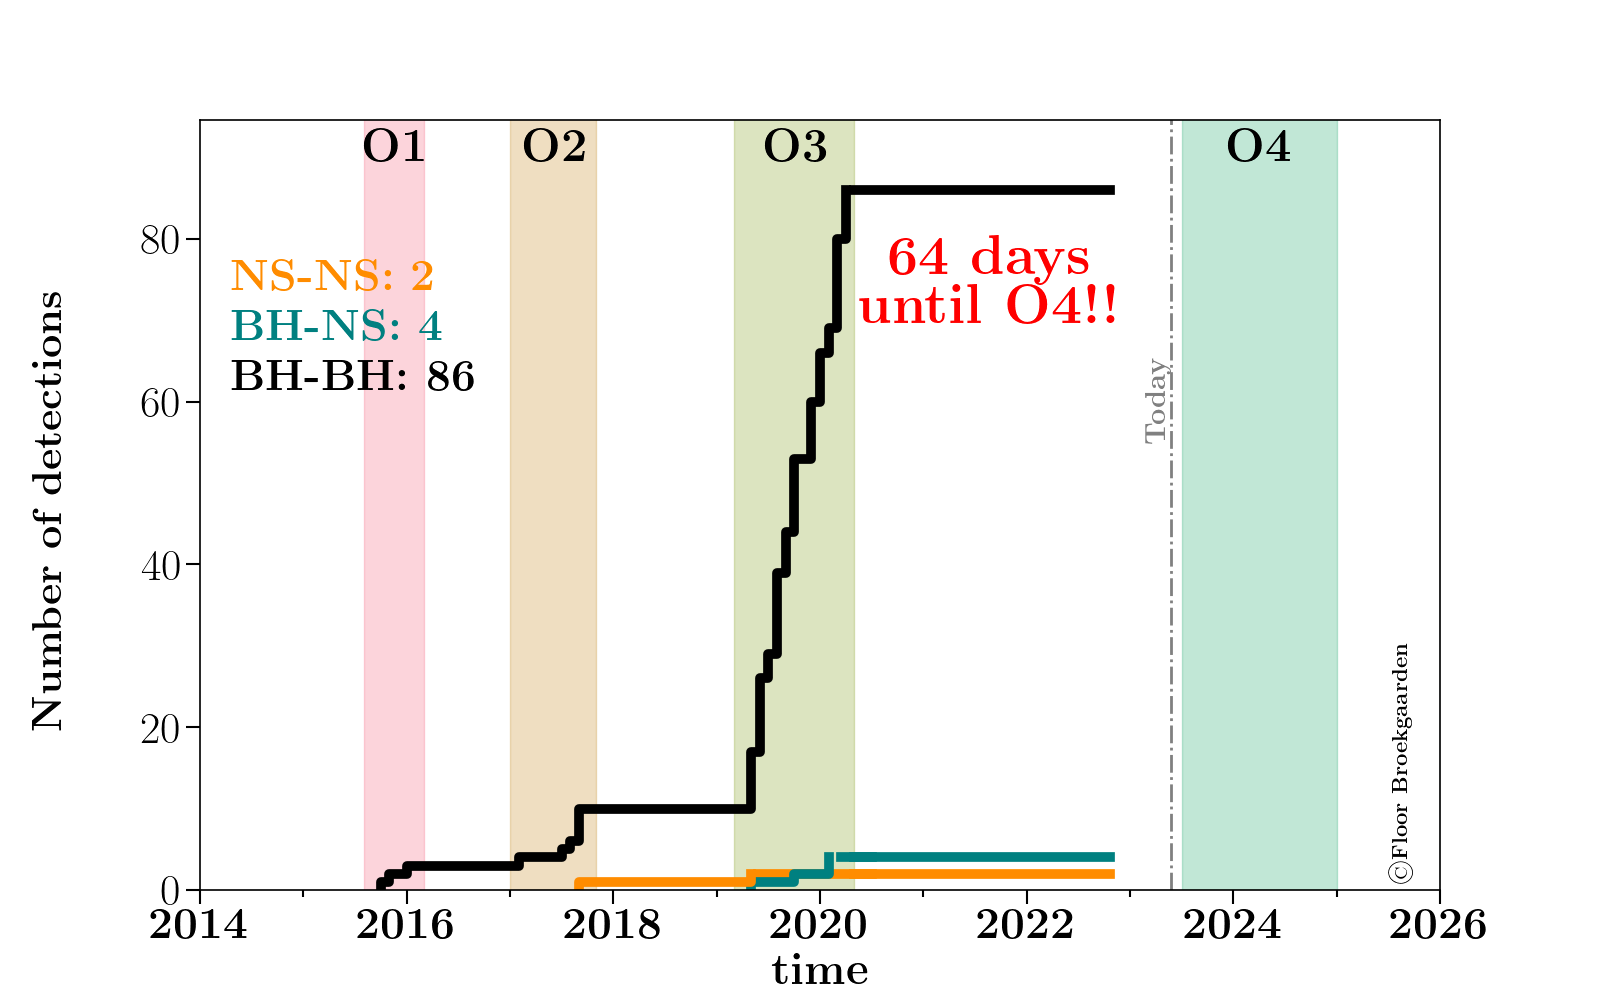 O1
O2
O3
O4
80
60
40
20
0
NS-NS: 2
BH-NS: 4
BH-BH: 86
64 days
until O4!!
Today
©Floor Broekgaarden
Number of detections
2014
2016
2018
2020
2022
2024
2026
time